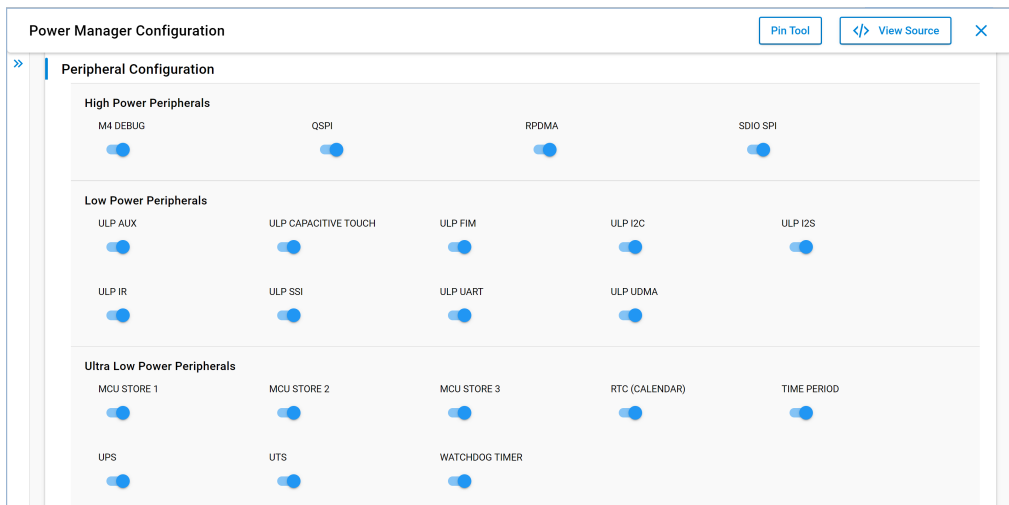 Power Manager Configuration
Pin Tool
</> View Source
Peripheral Configuration
High Power Peripherals
M4 DEBUG QSPI RPDMA SDIO SPI
Low Power Peripherals
ULP AUX ULP CAPACITIVE TOUCH ULP FIM ULP I2C ULP I2S
ULP IR ULP SSI ULP UART ULP UDMA
Ultra Low Power Peripherals
MCU STORE 1 MCU STORE 2 MCU STORE 3 RTC (CALENDAR) TIME PERIOD
UPS UTS WATCHDOG TIMER